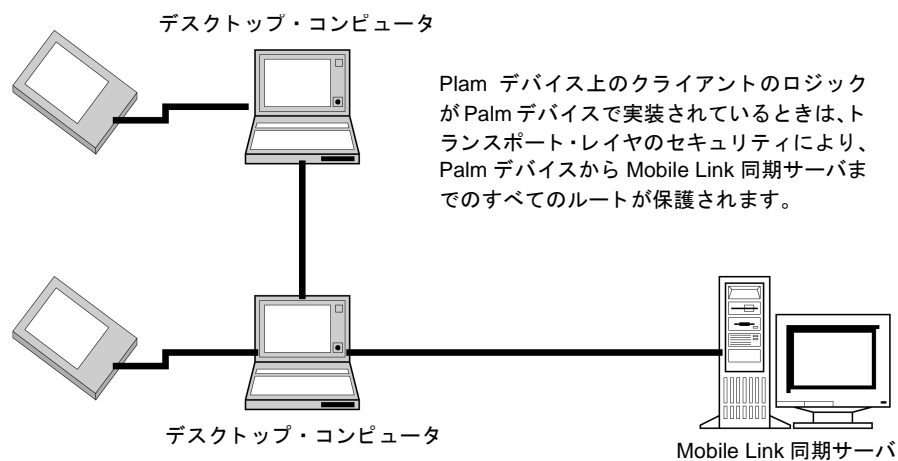 デスクトップ・コンピュータ
Plam デバイス上のクライアントのロジック
が Palm デバイスで実装されているときは、ト
ランスポート・レイヤのセキュリティにより、
Palm デバイスから Mobile Link 同期サーバま
でのすべてのルートが保護されます。
デスクトップ・コンピュータ
Mobile Link 同期サーバ